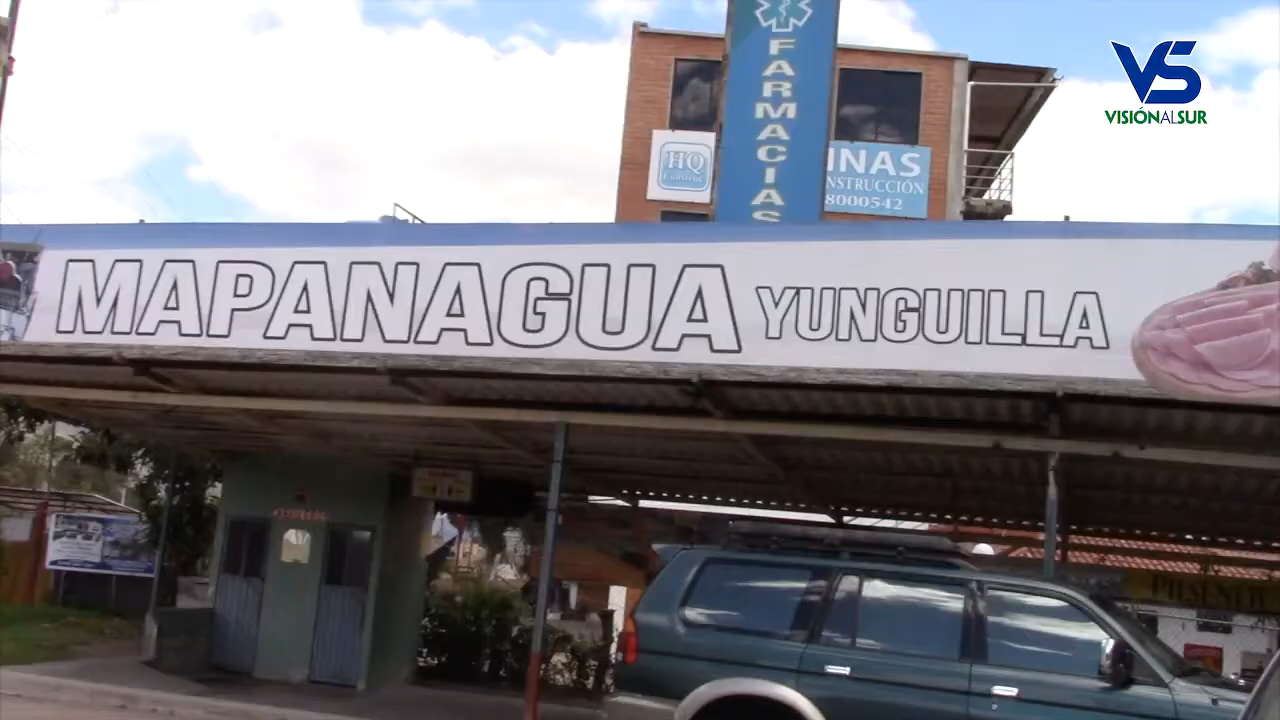 VS
VISIÓNALSUR
FARMACIAS
HQ
INAS
NSTRUCCIÓN
8000542
MAPANAGUA YUNGUILLA